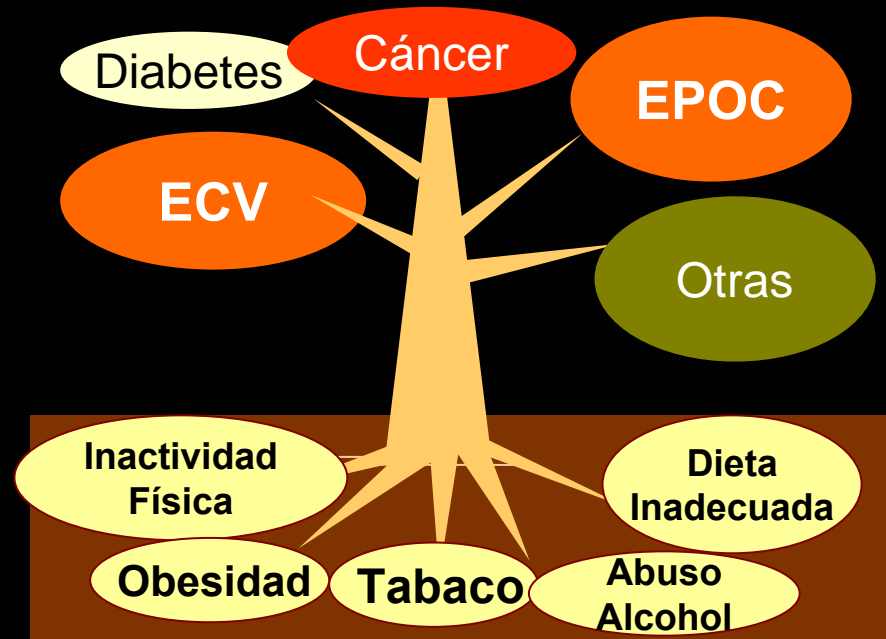 Diabetes
Cáncer
EPOC
ECV
Otras
Inactividad
Física
Dieta
Inadecuada
Obesidad
Tabaco
Abuso
Alcohol